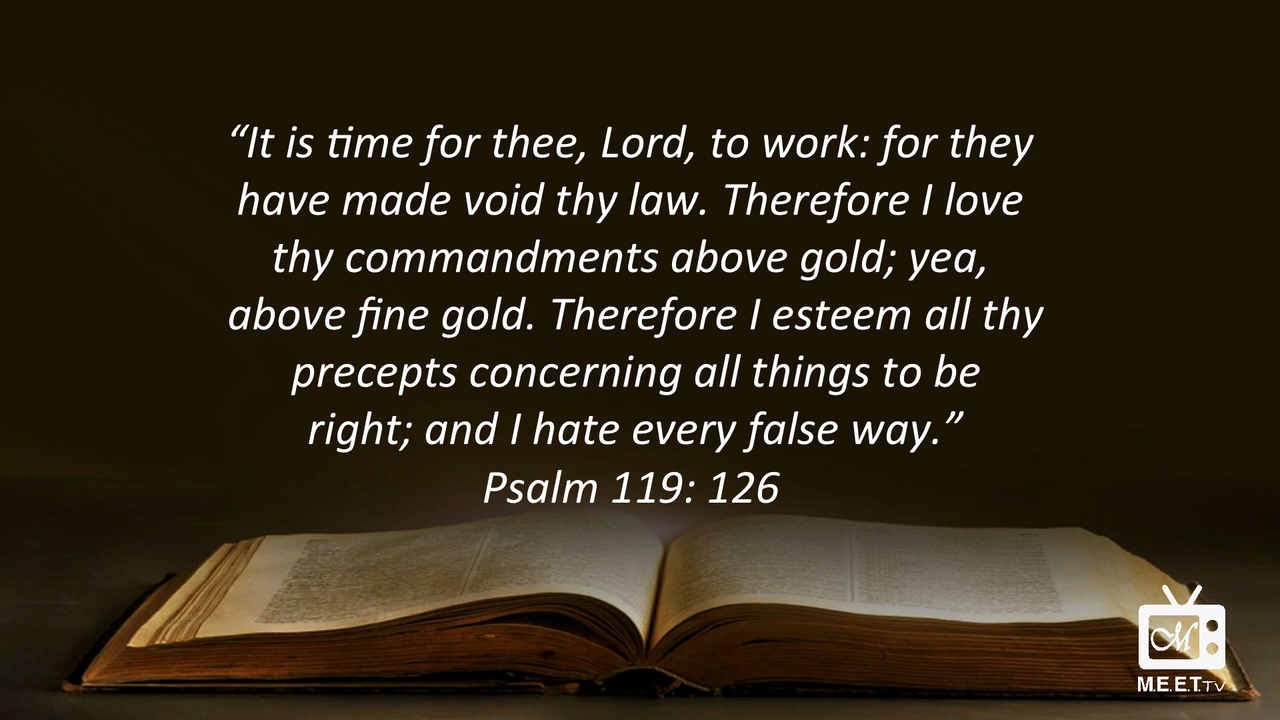 “It is time for thee, Lord, to work: for they
have made void thy law. Therefore I love
thy commandments above gold; yea,
above fine gold. Therefore I esteem all thy
precepts concerning all things to be
right; and I hate every false way.”
Psalm 119: 126
M
M.E.E.T.TV